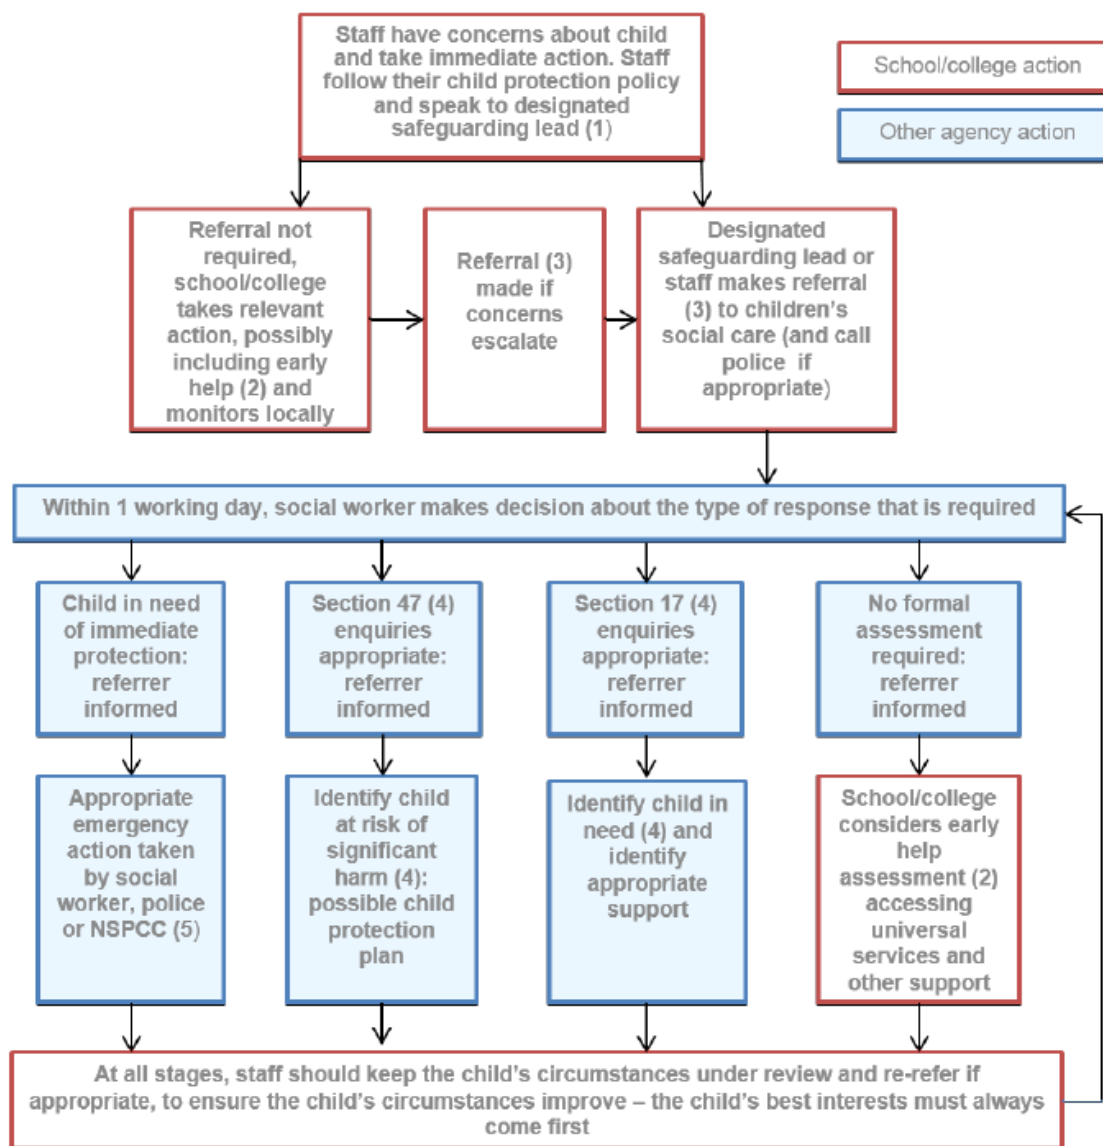 Staff have concerns about child
and take immediate action. Staff
follow their child protection policy
and speak to designated
safeguarding lead (1)
School/college action
Other agency action
Referral not
required,
school/college
takes relevant
action, possibly
including early
help (2) and
monitors locally
Referral (3)
made if
concerns
escalate
Designated
safeguarding lead or
staff makes referral
(3) to children's
social care (and call
police if
appropriate)
Within 1 working day, social worker makes decision about the type of response that is required
Child in need
of immediate
protection:
referrer
informed
Section 47 (4)
enquiries
appropriate:
referrer
informed
Section 17 (4)
enquiries
appropriate:
referrer
informed
No formal
assessment
required:
referrer
informed
Appropriate
emergency
action taken
by social
worker, police
or NSPCC (5)
Identify child
at risk of
significant
harm (4):
possible child
protection
plan
Identify child in
need (4) and
identify
appropriate
support
School/college
considers early
help
assessment (2)
accessing
universal
services and
other support
At all stages, staff should keep the child's circumstances under review and re-refer if
appropriate, to ensure the child's circumstances improve – the child's best interests must always
come first